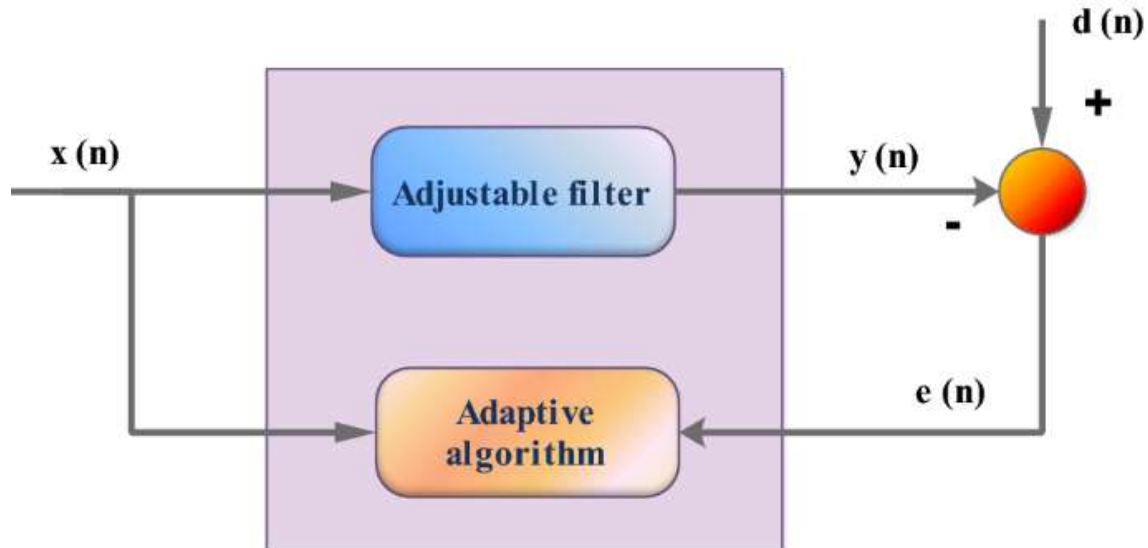 d (n)
+
x (n)
y (n)
Adjustable filter
-
e (n)
Adaptive
algorithm